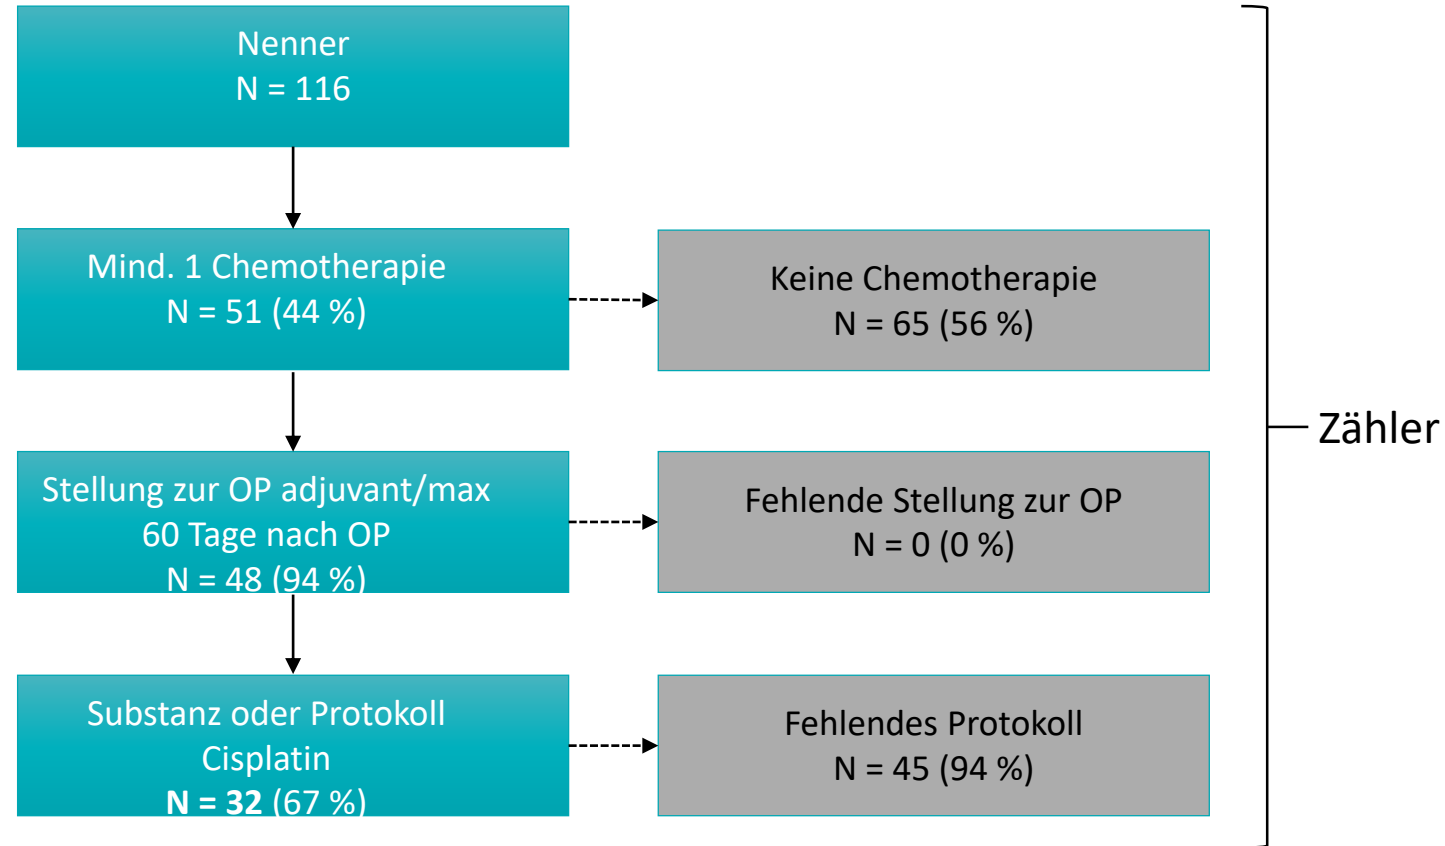 Nenner
N = 116
Mind. 1 Chemotherapie
N = 51 (44 %)
Keine Chemotherapie
N = 65 (56 %)
Zähler
Stellung zur OP adjuvant/max
60 Tage nach OP
N = 48 (94 %)
Fehlende Stellung zur OP
N = 0 (0 %)
Substanz oder Protokoll
Cisplatin
N = 32 (67 %)
Fehlendes Protokoll
N = 45 (94 %)